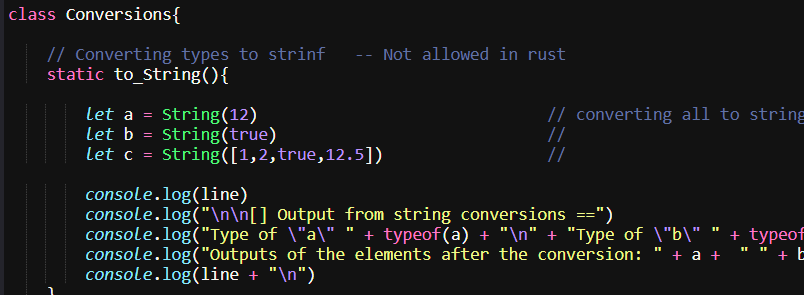 class Conversions{
// Converting types to strinf   -- Not allowed in rust
static to_String(){
let a = String(12)                              // converting all to string
let b = String(true)                            //
let c = String([1,2,true,12.5])                 //
console.log(line)
console.log("\n\n[] Output from string conversions ==")
console.log("Type of \"a\" " + typeof(a) + "\n" + "Type of \"b\" " + typeof
console.log("Outputs of the elements after the conversion: " + a +  " " + b
console.log(line + "\n")
}